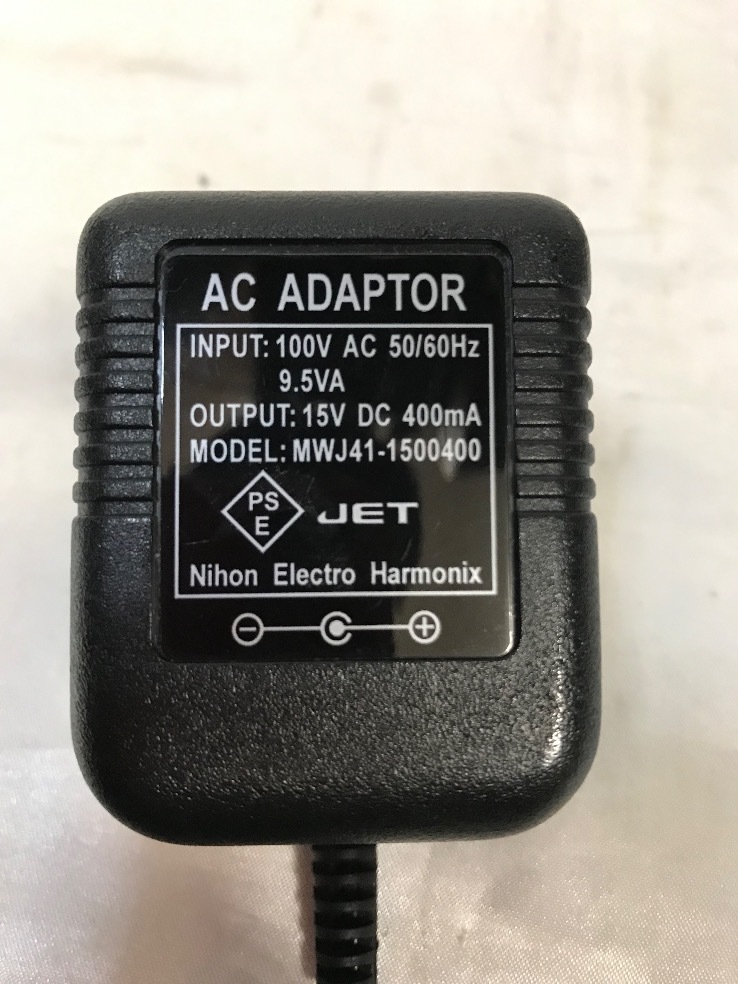 AC ADAPTOR
INPUT: 100V AC 50/60Hz
9.5VA
OUTPUT: 15V DC 400mA
MODEL: MWJ41-1500400
PS
E
JET
Nihon Electro Harmonix